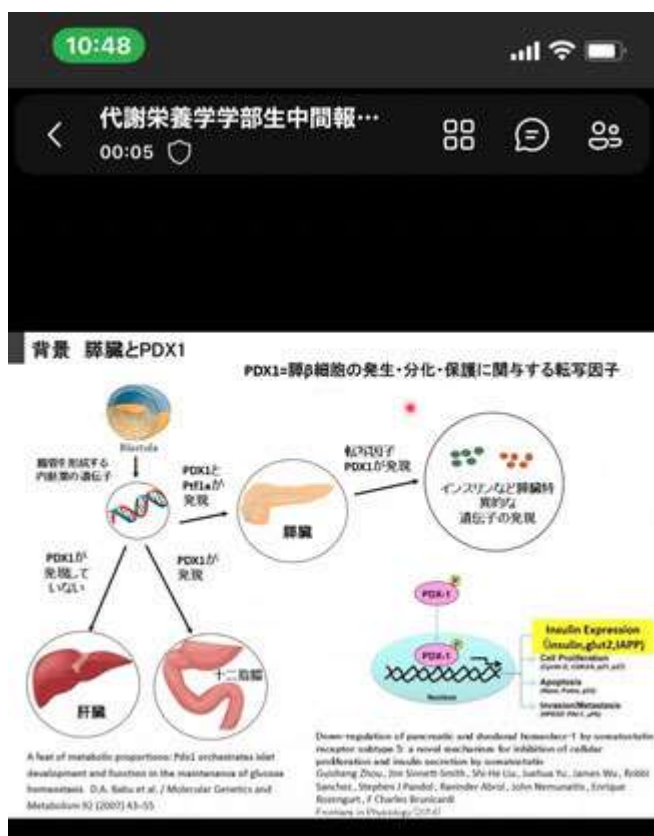 10:48
代謝栄養学学部生中間報…
00:05
背景 膵臓とPDX1
PDX1=膵β細胞の発生・分化・保護に関与する転写因子
Blastula
腸管を形成する
内胚葉の遺伝子
PDX1と
Ptf1aが
発現
膵臓
転写因子
PDX1が発現
インスリンなど膵臓特
異的な
遺伝子の発現
PDX1が
発現して
いない
PDX1が
発現
肝臓
十二指腸
PDX-1
PDX-1
Nucleus
Insulin Expression
(insulin,glut2,IAPP)
Cell Proliferation
Apoptosis
Invasion/Metastasis
A feat of metabolic proportions: Pdx1 orchestrates islet
development and function in the maintenance of glucose
homeostasis D.A. Babu et al. / Molecular Genetics and
Metabolism 92 (2007) 43–55
Down-regulation of pancreatic and duodenal homeobox-1 by somatostatin
receptor subtype 5: a novel mechanism for inhibition of cellular
proliferation and insulin secretion by somatostatin
Guisheng Zhou, Jim Sinnett-Smith, Shi-He Liu, Juehua Yu, James Wu, Robbi
Sanchez, Stephen J Pandol, Ravinder Abrol, John Nemunaitis, Enrique
Rozengurt, F Charles Brunicardi
Frontiers in Physiology (2014)